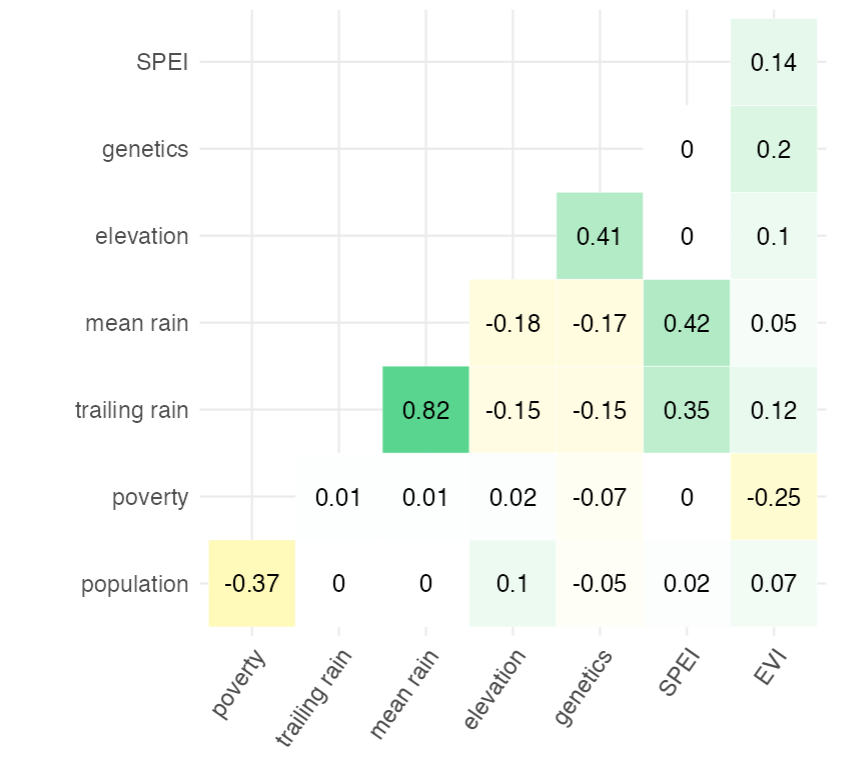 SPEI 0.14
genetics 0 0.2
elevation 0.41 0 0.1
mean rain -0.18 -0.17 0.42 0.05
trailing rain 0.82 -0.15 -0.15 0.35 0.12
poverty 0.01 0.01 0.02 -0.07 0 -0.25
population -0.37 0 0 0.1 -0.05 0.02 0.07
poverty trailing rain mean rain elevation genetics SPEI EVI